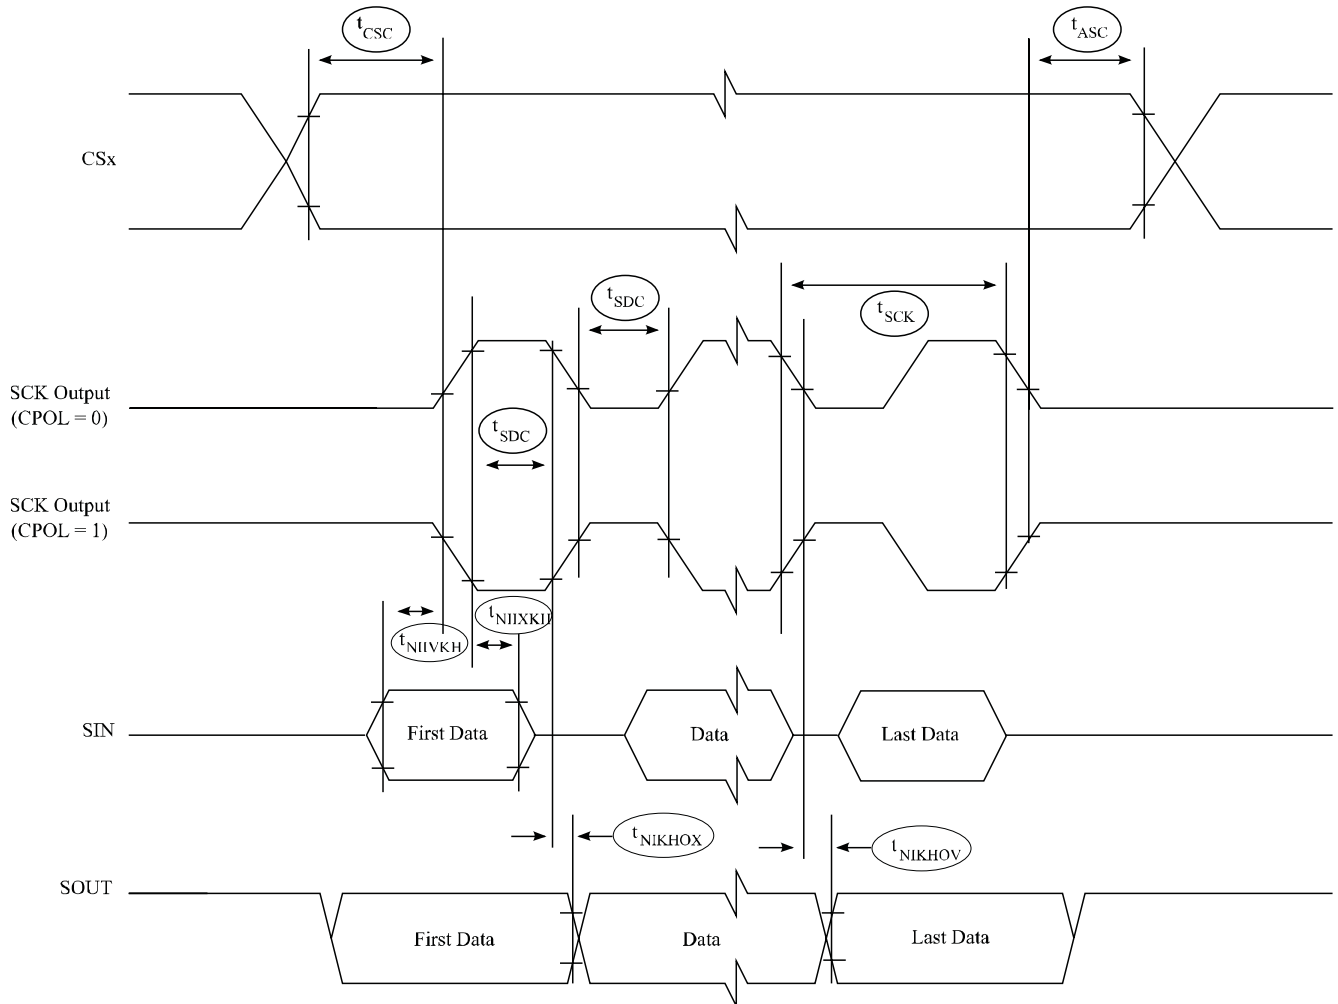 tCSC
tASC
CSx
tSDC
tSCK
SCK Output
(CPOL = 0)
tSDC
SCK Output
(CPOL = 1)
tNIIXKII
tNIIVKH
SIN
First Data
Data
Last Data
tNIKHOX
tNIKHOV
SOUT
First Data
Data
Last Data